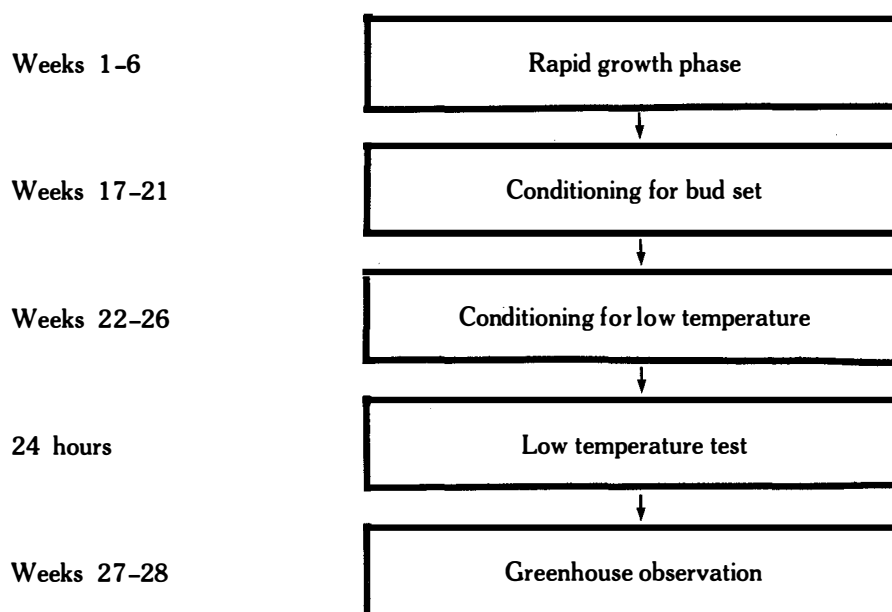 Weeks 1-6 Rapid growth phase
Weeks 17-21 Conditioning for bud set
Weeks 22-26 Conditioning for low temperature
24 hours Low temperature test
Weeks 27-28 Greenhouse observation